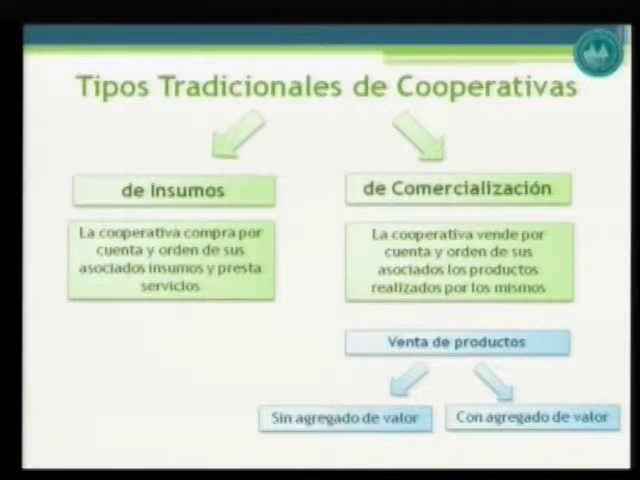 Tipos Tradicionales de Cooperativas
de Insumos
La cooperativa compra por
cuenta y orden de sus
asociados insumos y presta
servicios
de Comercialización
La cooperativa vende por
cuenta y orden de sus
asociados los productos
realizados por los mismos
Venta de productos
Sin agregado de valor
Con agregado de valor